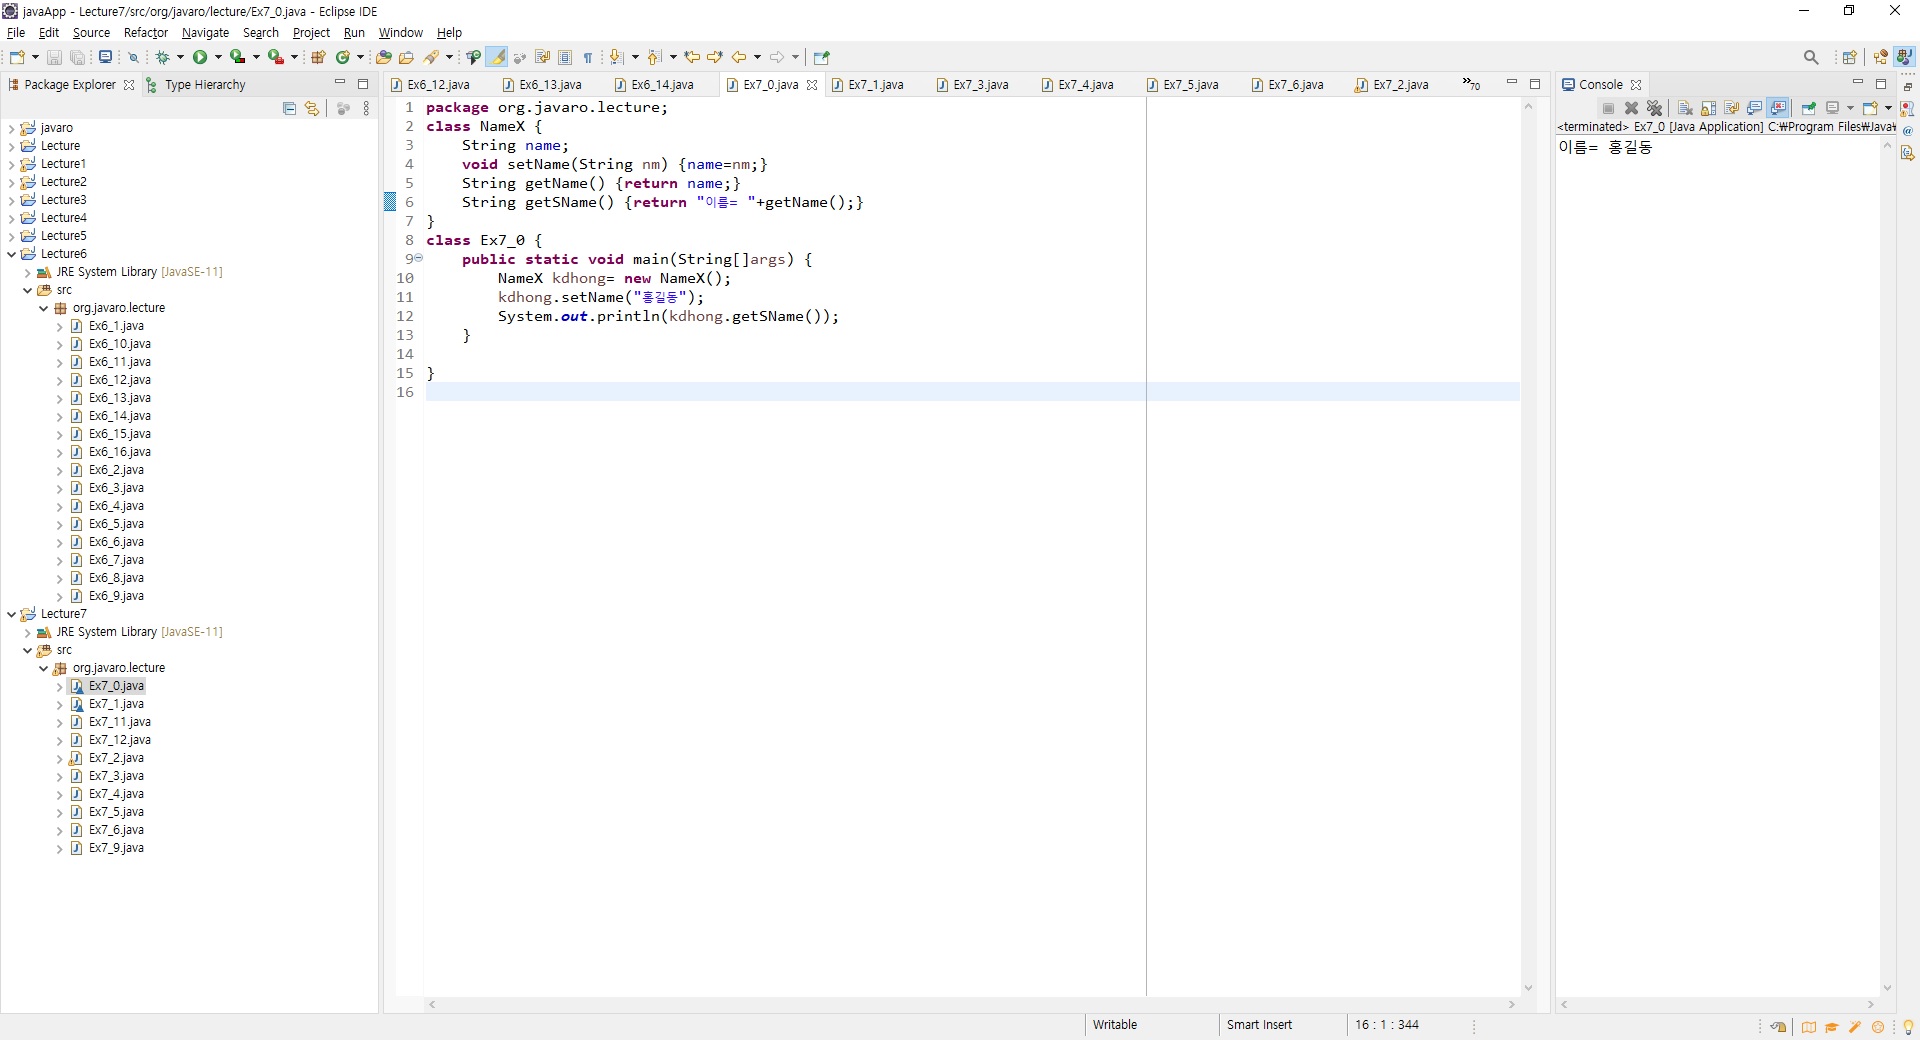 javaApp - Lecture7/src/org/javaro/lecture/Ex7_0.java - Eclipse IDE
File Edit Source Refactor Navigate Search Project Run Window Help
Package Explorer Type Hierarchy
javaro
Lecture
Lecture1
Lecture2
Lecture3
Lecture4
Lecture5
Lecture6
JRE System Library [JavaSE-11]
src
org.javaro.lecture
Ex6_1.java
Ex6_10.java
Ex6_11.java
Ex6_12.java
Ex6_13.java
Ex6_14.java
Ex6_15.java
Ex6_16.java
Ex6_2.java
Ex6_3.java
Ex6_4.java
Ex6_5.java
Ex6_6.java
Ex6_7.java
Ex6_8.java
Ex6_9.java
Lecture7
JRE System Library [JavaSE-11]
src
org.javaro.lecture
Ex7_0.java
Ex7_1.java
Ex7_11.java
Ex7_12.java
Ex7_2.java
Ex7_3.java
Ex7_4.java
Ex7_5.java
Ex7_6.java
Ex7_9.java
Ex6_12.java Ex6_13.java Ex6_14.java Ex7_0.java Ex7_1.java Ex7_3.java Ex7_4.java Ex7_5.java Ex7_6.java Ex7_2.java »70
1 package org.javaro.lecture;
2 class NameX {
3 String name;
4 void setName(String nm) {name=nm;}
5 String getName() {return name;}
6 String getSName() {return "이름= "+getName();}
7 }
8 class Ex7_0 {
9 public static void main(String[]args) {
10 NameX kdhong= new NameX();
11 kdhong.setName("홍길동");
12 System.out.println(kdhong.getSName());
13 }
14
15 }
16
Console
<terminated> Ex7_0 [Java Application] C:₩Program Files₩Java₩
이름= 홍길동
Writable Smart Insert 16 : 1 : 344